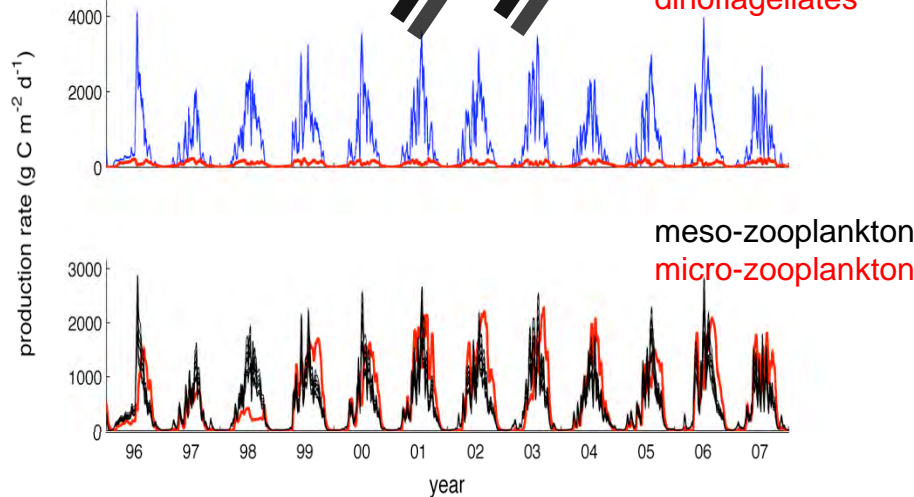 dinoflagellates
production rate (g C m⁻² d⁻¹)
4000
2000
0
meso-zooplankton
micro-zooplankton
3000
2000
1000
0
96 97 98 99 00 01 02 03 04 05 06 07
year